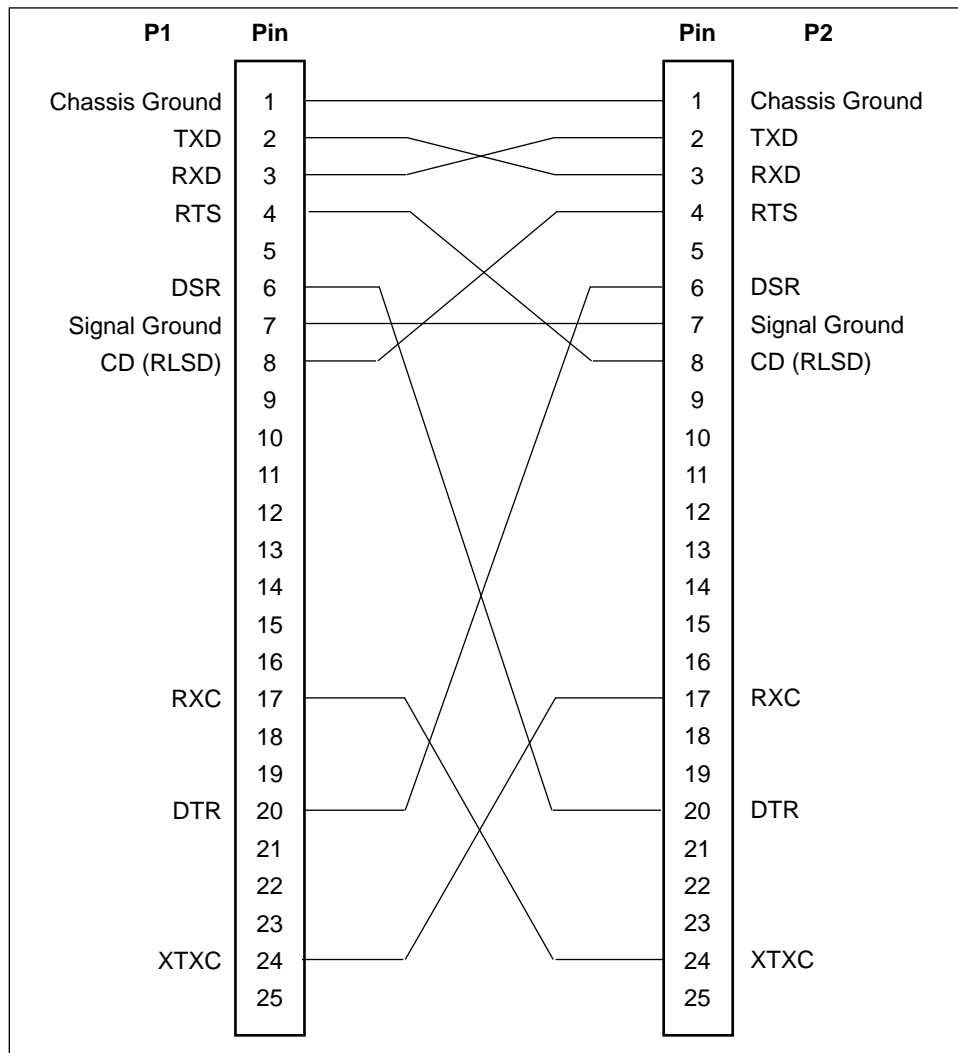 P1 Pin Pin P2
Chassis Ground 1 1 Chassis Ground
TXD 2 2 TXD
RXD 3 3 RXD
RTS 4 4 RTS
5 5
DSR 6 6 DSR
Signal Ground 7 7 Signal Ground
CD (RLSD) 8 8 CD (RLSD)
9 9
10 10
11 11
12 12
13 13
14 14
15 15
16 16
RXC 17 17 RXC
18 18
19 19
DTR 20 20 DTR
21 21
22 22
23 23
XTXC 24 24 XTXC
25 25